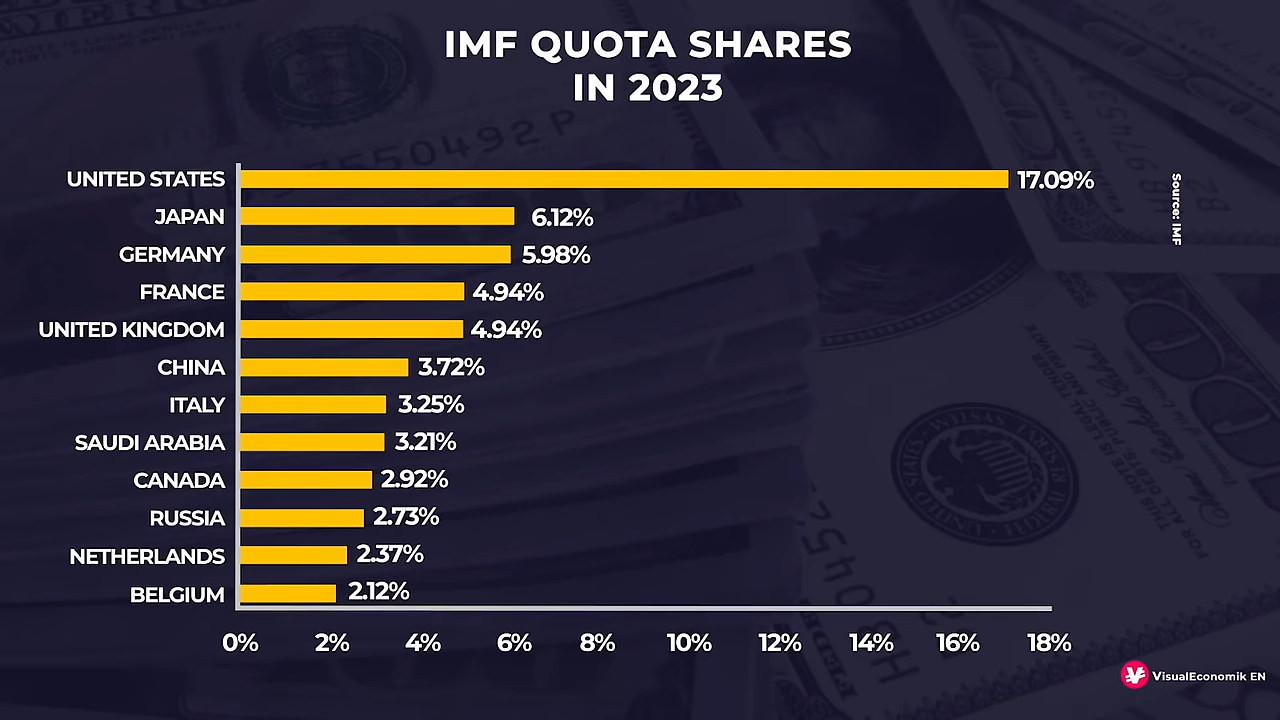 IMF QUOTA SHARES
IN 2023
UNITED STATES 17.09%
JAPAN 6.12%
GERMANY 5.98%
FRANCE 4.94%
UNITED KINGDOM 4.94%
CHINA 3.72%
ITALY 3.25%
SAUDI ARABIA 3.21%
CANADA 2.92%
RUSSIA 2.73%
NETHERLANDS 2.37%
BELGIUM 2.12%
0% 2% 4% 6% 8% 10% 12% 14% 16% 18%
Source: IMF
VisualEconomik EN